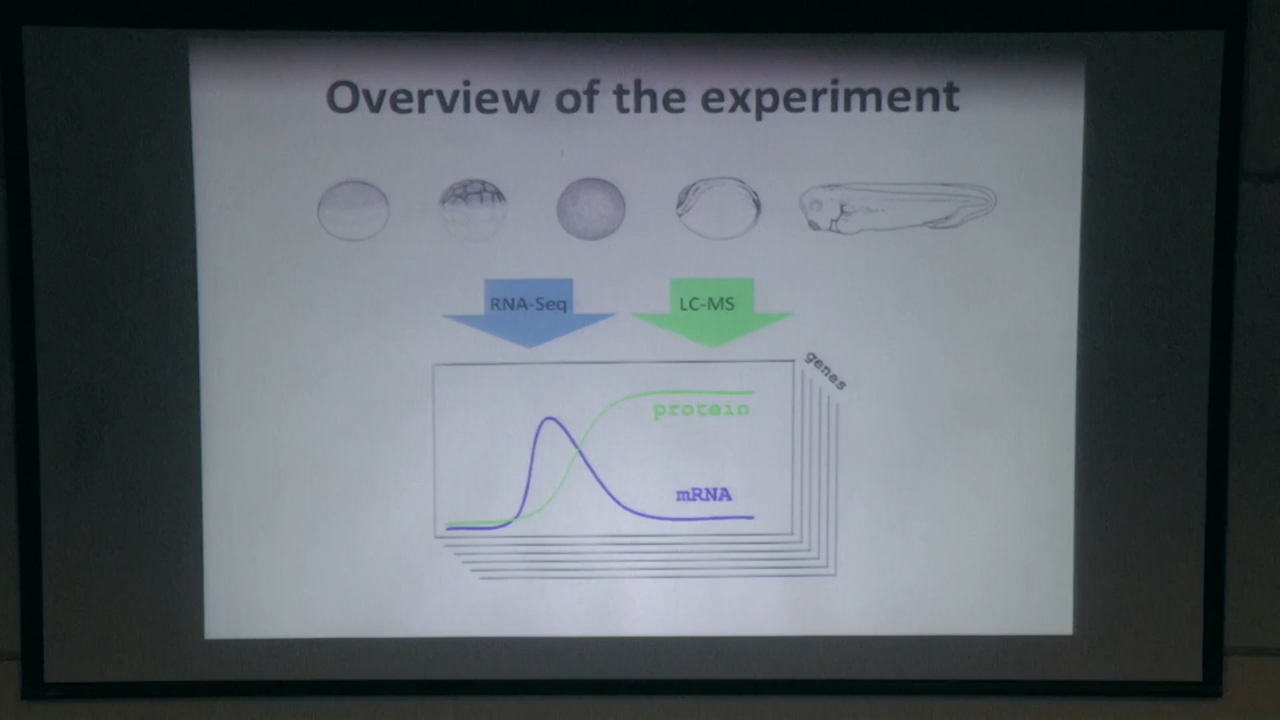 Overview of the experiment
RNA-Seq
LC-MS
genes
protein
mRNA